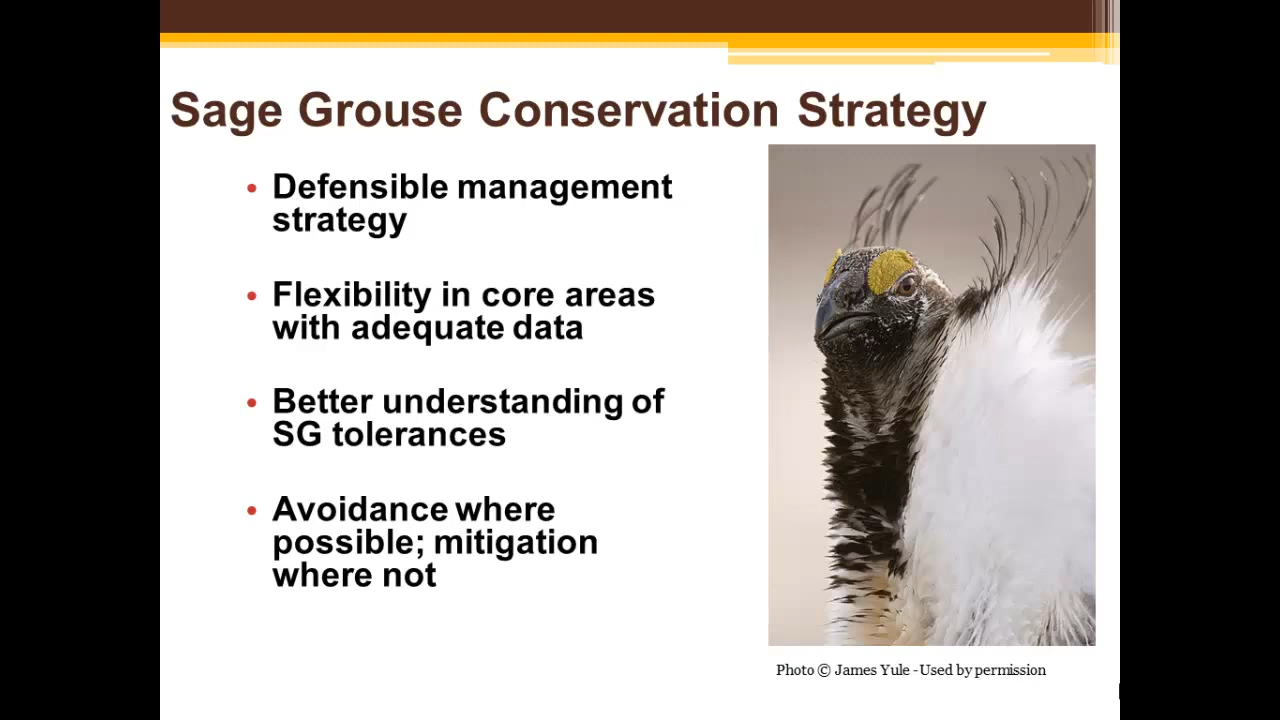 Sage Grouse Conservation Strategy
• Defensible management
strategy
• Flexibility in core areas
with adequate data
• Better understanding of
SG tolerances
• Avoidance where
possible; mitigation
where not
Photo © James Yule - Used by permission